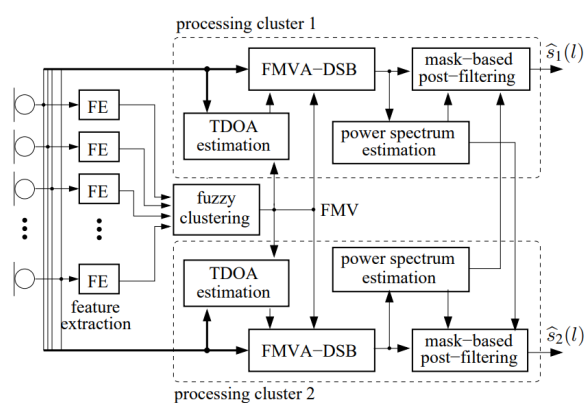 processing cluster 1
FMVA−DSB
mask−based
post−filtering
ŝ₁(l)
FE
TDOA
estimation
power spectrum
estimation
FE
FE
fuzzy
clustering
FMV
FE
feature
extraction
TDOA
estimation
power spectrum
estimation
FMVA−DSB
mask−based
post−filtering
ŝ₂(l)
processing cluster 2